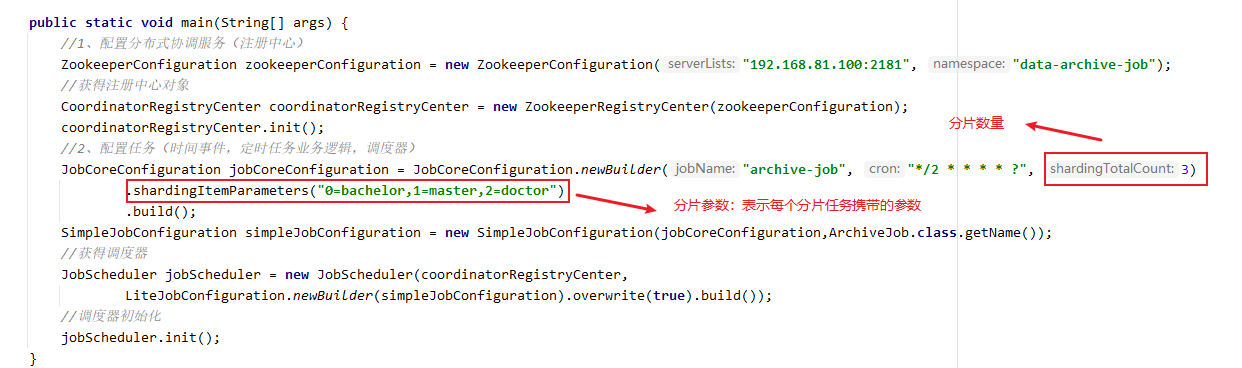 public static void main(String[] args) {
//1、配置分布式协调服务（注册中心）
ZookeeperConfiguration zookeeperConfiguration = new ZookeeperConfiguration( serverLists: "192.168.81.100:2181", namespace: "data-archive-job");
//获得注册中心对象
CoordinatorRegistryCenter coordinatorRegistryCenter = new ZookeeperRegistryCenter(zookeeperConfiguration);
coordinatorRegistryCenter.init();
分片数量
//2、配置任务（时间事件，定时任务业务逻辑，调度器）
JobCoreConfiguration jobCoreConfiguration = JobCoreConfiguration.newBuilder( jobName: "archive-job", cron: "*/2 * * * * ?", shardingTotalCount: 3)
.shardingItemParameters("0=bachelor,1=master,2=doctor")
分片参数：表示每个分片任务携带的参数
.build();
SimpleJobConfiguration simpleJobConfiguration = new SimpleJobConfiguration(jobCoreConfiguration,ArchiveJob.class.getName());
//获得调度器
JobScheduler jobScheduler = new JobScheduler(coordinatorRegistryCenter,
LiteJobConfiguration.newBuilder(simpleJobConfiguration).overwrite(true).build());
//调度器初始化
jobScheduler.init();
}